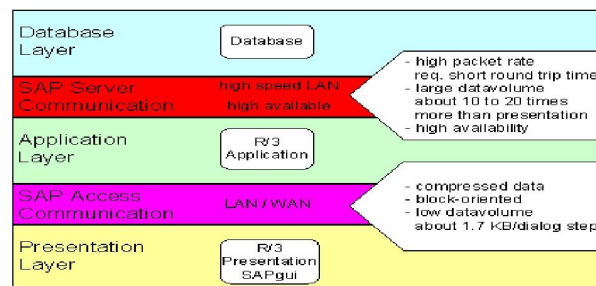 Database
Layer
Database
SAP Server
Communication
high speed LAN
high available
- high packet rate
req. short round trip time
- large datavolume
about 10 to 20 times
more than presentation
- high availability
Application
Layer
R/3
Application
SAP Access
Communication
LAN / WAN
- compressed data
- block-oriented
- low datavolume
about 1.7 KB/dialog step
Presentation
Layer
R/3
Presentation
SAPgui